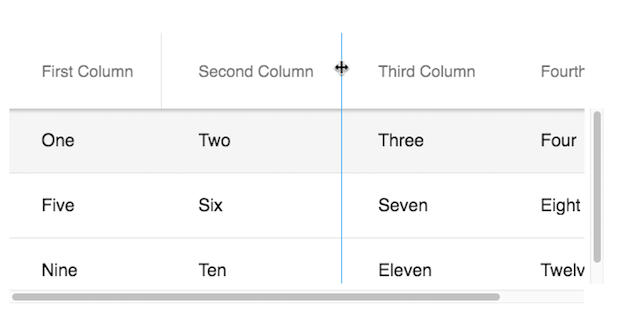 First Column Second Column Third Column Fourth
One Two Three Four
Five Six Seven Eight
Nine Ten Eleven Twelv